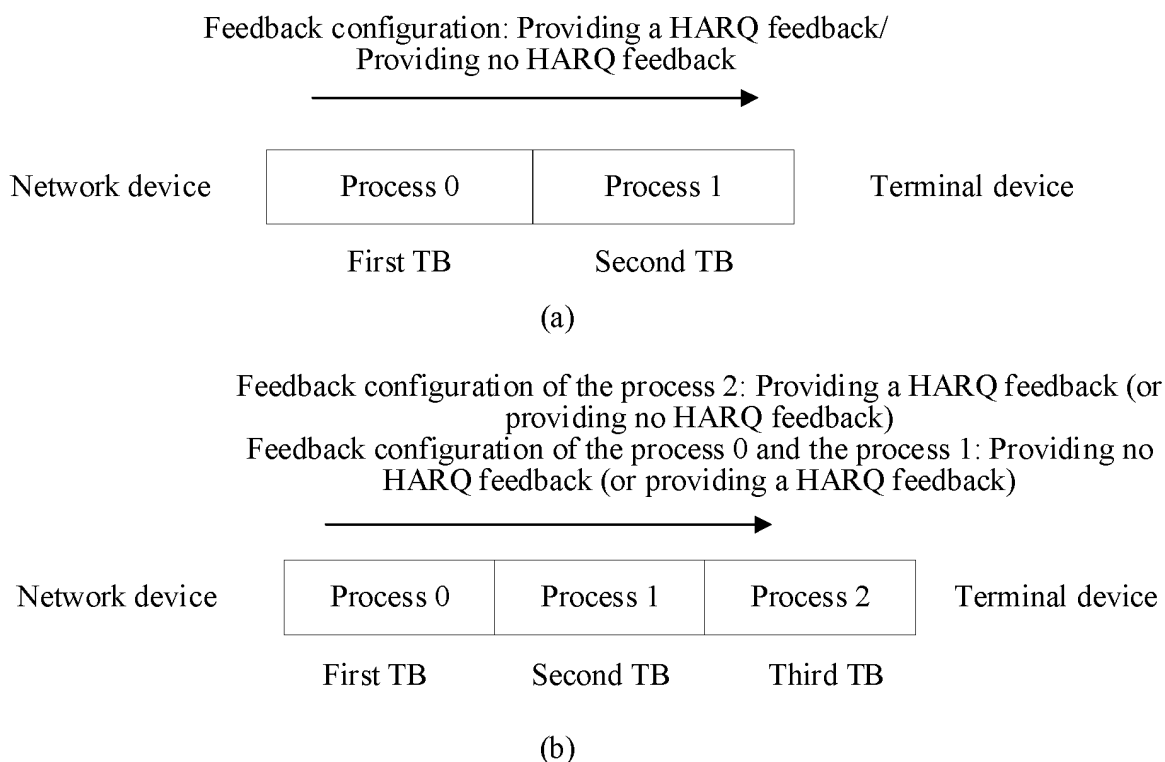 Feedback configuration: Providing a HARQ feedback/
Providing no HARQ feedback
Network device
Process 0
Process 1
Terminal device
First TB
Second TB
(a)
Feedback configuration of the process 2: Providing a HARQ feedback (or
providing no HARQ feedback)
Feedback configuration of the process 0 and the process 1: Providing no
HARQ feedback (or providing a HARQ feedback)
Network device
Process 0
Process 1
Process 2
Terminal device
First TB
Second TB
Third TB
(b)